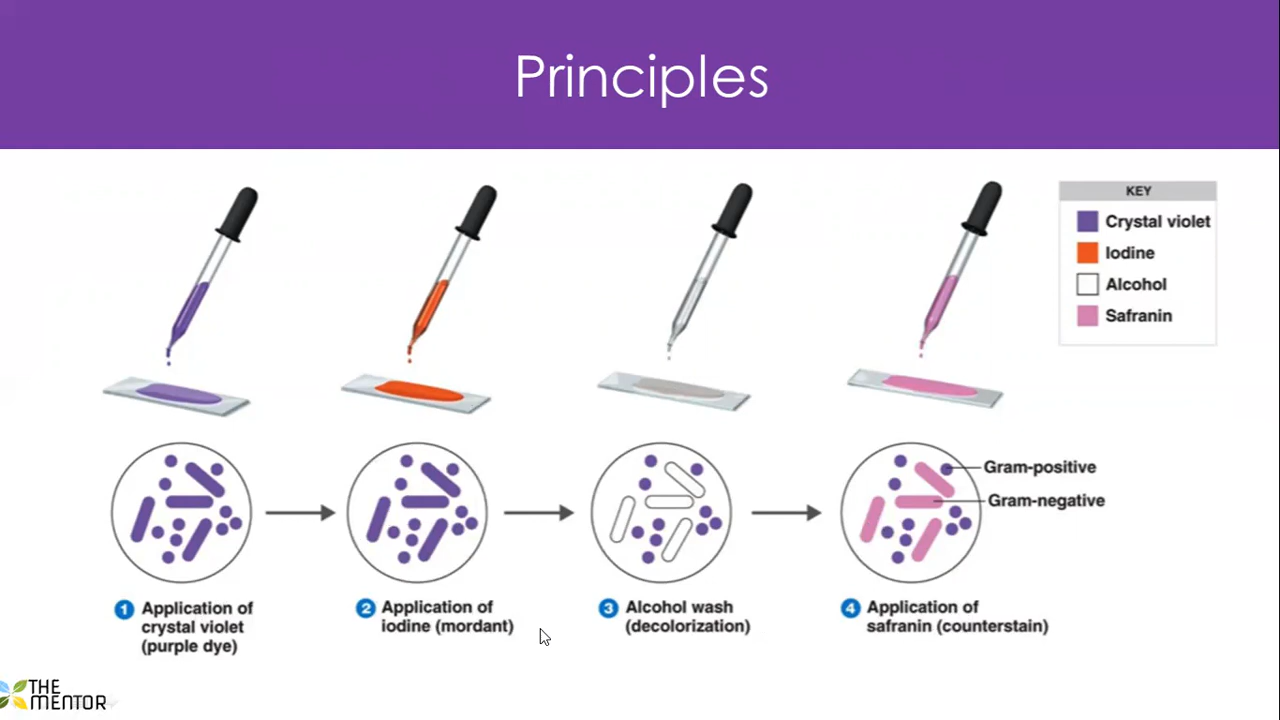 Principles
KEY
Crystal violet
Iodine
Alcohol
Safranin
Gram-positive
Gram-negative
1 Application of
crystal violet
(purple dye)
2 Application of
iodine (mordant)
3 Alcohol wash
(decolorization)
4 Application of
safranin (counterstain)
THE
MENTOR